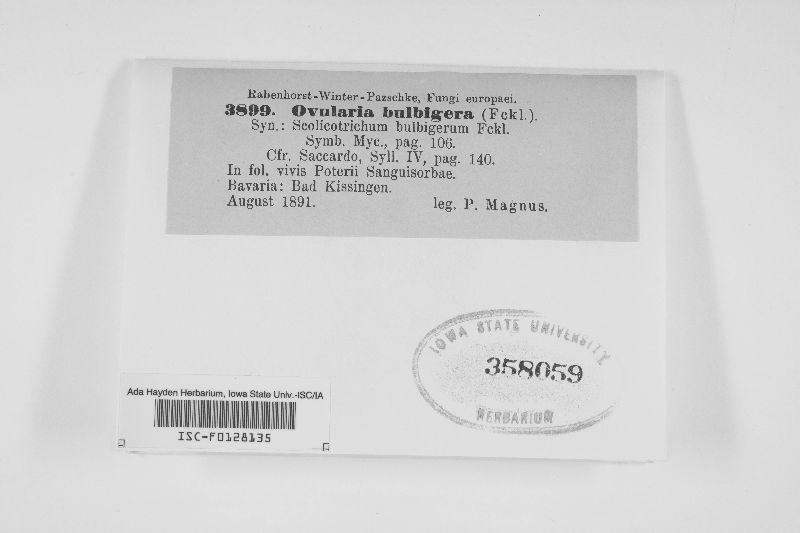 Rabenhorst-Winter-Pazschke, Fungi europaei.
3899. Ovularia bulbigera (Fckl.).
Syn.: Scolicotrichum bulbigerum Fckl.
Symb. Myc., pag. 106.
Cfr. Saccardo, Syll. IV, pag. 140.
In fol. vivis Poterii Sanguisorbae.
Bavaria: Bad Kissingen.
August 1891. leg. P. Magnus.
IOWA STATE UNIVERSITY
358059
HERBARIUM
Ada Hayden Herbarium, Iowa State Univ.-ISC/IA
ISC-F0128135